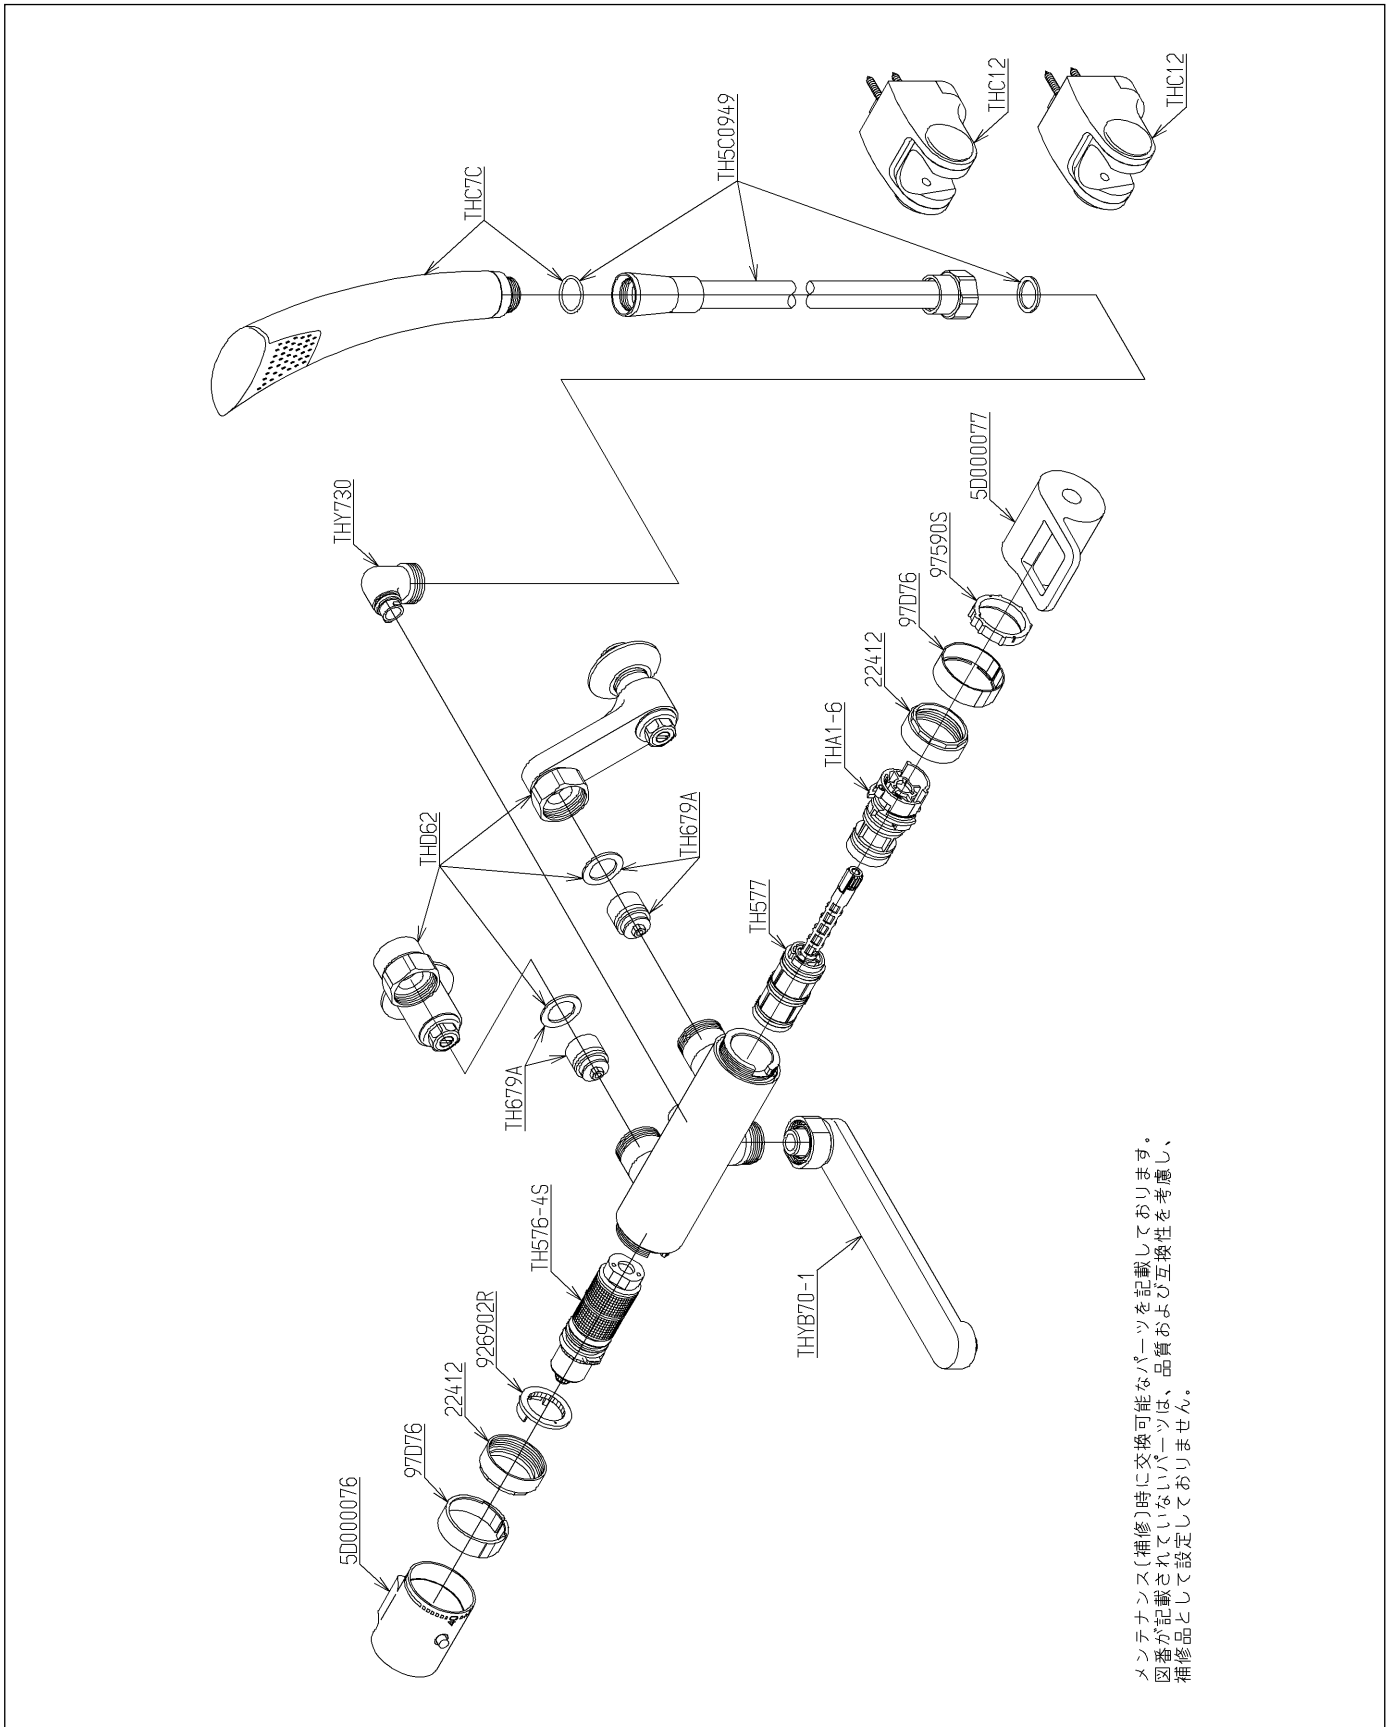 THC7C
TH5C0949
THC12
THC12
THY730
5D000077
97590S
97D76
22412
THA1-6
THD62
TH679A
TH577
TH679A
TH576-4S
THYB70-1
926902R
22412
97D76
5D000076
メンテナンス(補修)時に交換可能なパーツを記載しております。
図番が記載されていないパーツは、品質および互換性を考慮し、
補修品として設定しておりません。